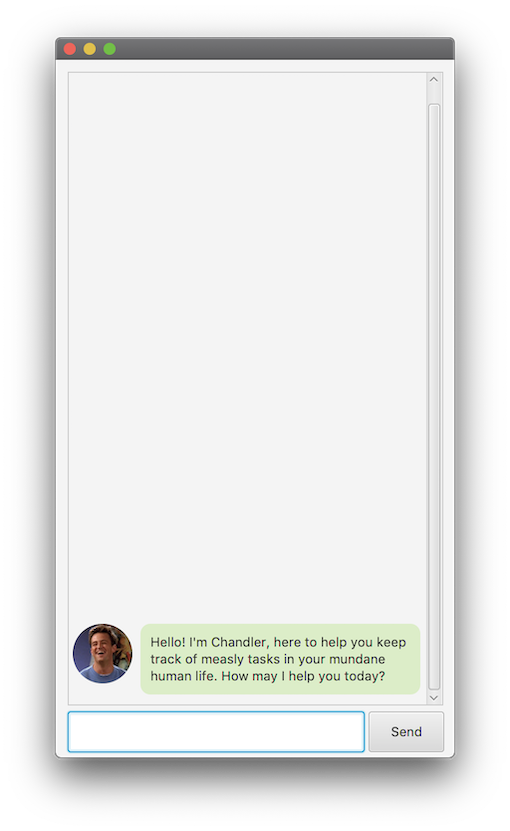 Hello! I'm Chandler, here to help you keep
track of measly tasks in your mundane
human life. How may I help you today?
Send